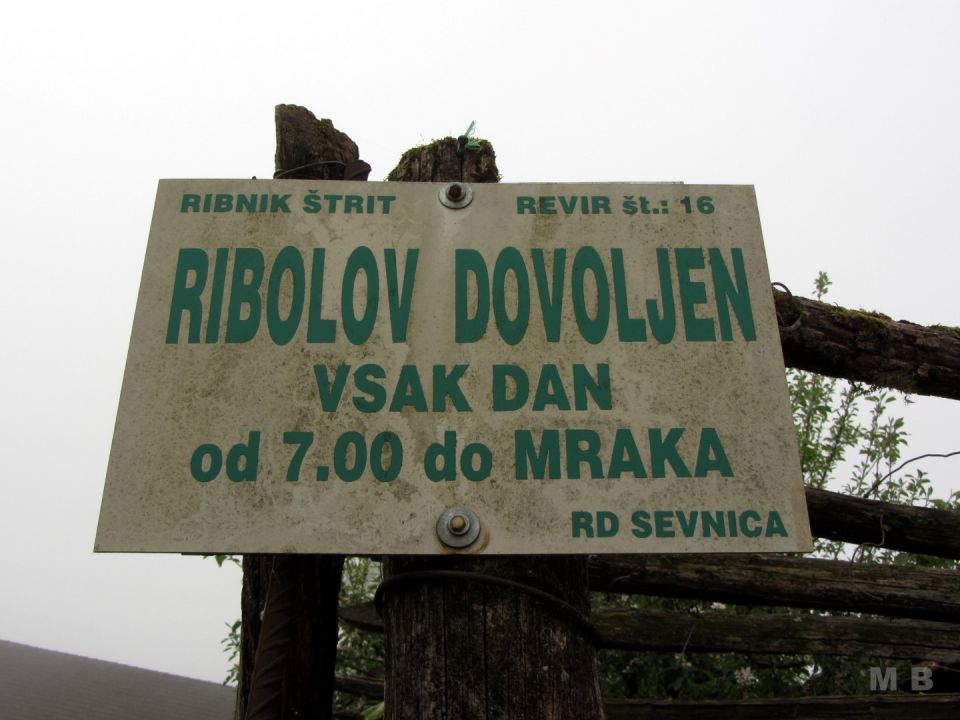 RIBNIK ŠTRIT REVIR št.: 16
RIBOLOV DOVOLJEN
VSAK DAN
od 7.00 do MRAKA
RD SEVNICA
M B